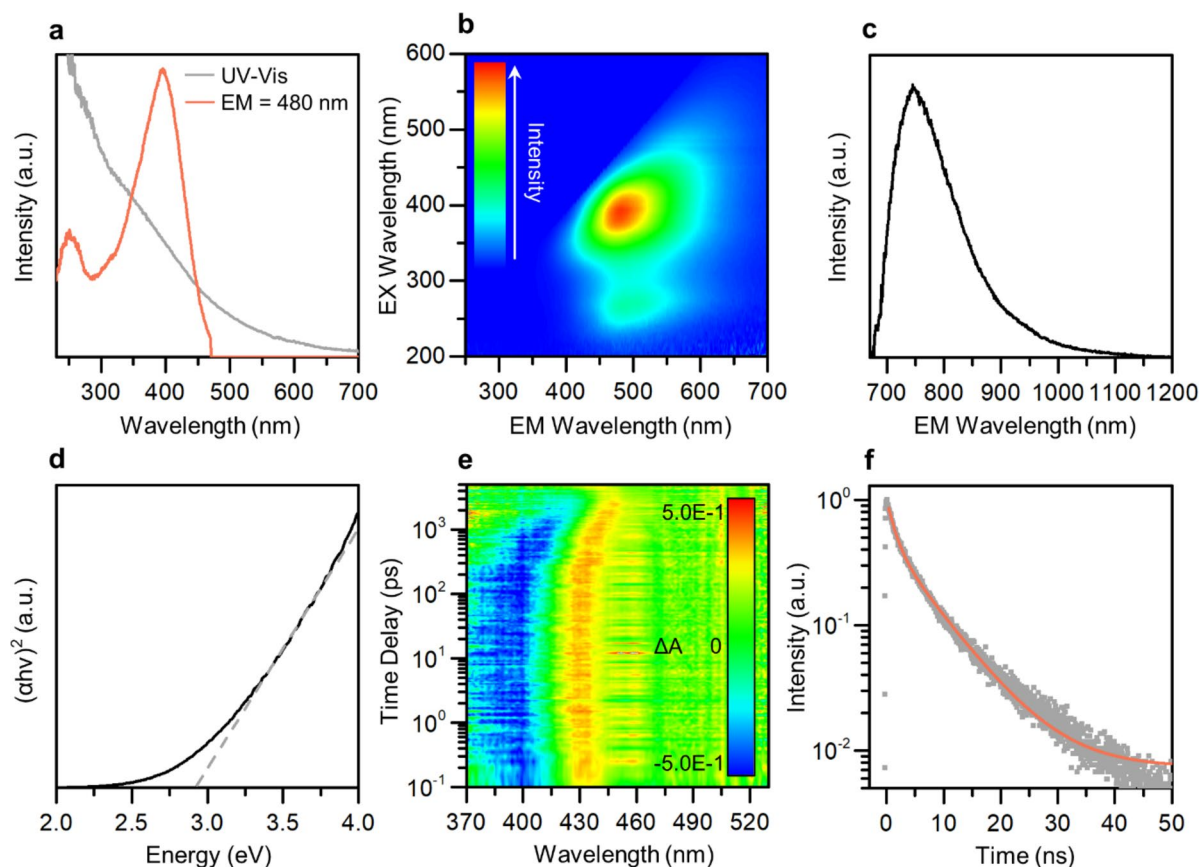 a
UV-Vis
EM = 480 nm
Intensity (a.u.)
300 400 500 600 700
Wavelength (nm)
b
Intensity
EX Wavelength (nm)
600
500
400
300
200
300 400 500 600 700
EM Wavelength (nm)
c
Intensity (a.u.)
700 800 900 1000 1100 1200
EM Wavelength (nm)
d
(αhν)²  (a.u.)
2.0 2.5 3.0 3.5 4.0
Energy (eV)
e
Time Delay (ps)
10³
10²
10¹
10⁰
10⁻¹
5.0E-1
ΔA 0
-5.0E-1
370 400 430 460 490 520
Wavelength (nm)
f
Intensity (a.u.)
10⁰
10⁻¹
10⁻²
0 10 20 30 40 50
Time (ns)